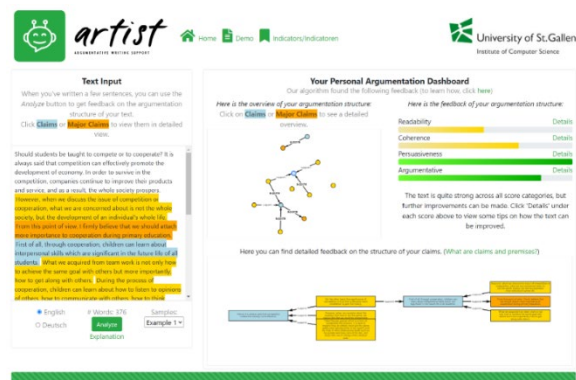 artist
ARGUMENTATIVE WRITING SUPPORT
Home
Demo
Indicators/Indicatoren
University of St.Gallen
Institute of Computer Science
Text Input
When you've written a few sentences, you can use the
Analyze button to get feedback on the argumentation
structure of your text.
Click Claims or Major Claims to view them in detailed
view.
Should students be taught to compete or to cooperate? It is
always said that competition can effectively promote the
development of economy. In order to survive in the
competition, companies continue to improve their products
and service, and as a result, the whole society prospers.
However, when we discuss the issue of competition or
cooperation, what we are concerned about is not the whole
society, but the development of an individual's whole life.
From this point of view, I firmly believe that we should attach
more importance to cooperation during primary education.
First of all, through cooperation, children can learn about
interpersonal skills which are significant in the future life of all
students. What we acquired from team work is not only how
to achieve the same goal with others but more importantly,
how to get along with others. During the process of
cooperation, children can learn about how to listen to opinions
of others, how to communicate with others, how to think
English
Deutsch
# Words: 376
Analyze
Explanation
Samples:
Example 1
Your Personal Argumentation Dashboard
Our algorithm found the following feedback (to learn how, click here)
Here is the overview of your argumentation structure:
Click on Claims or Major Claims to see a detailed
overview.
Here is the feedback of your argumentation structure:
Readability Details
Coherence Details
Persuasiveness Details
Argumentative Details
The text is quite strong across all score categories, but
further improvements can be made. Click 'Details' under
each score above to view some tips on how the text can
be improved.
Here you can find detailed feedback on the structure of your claims. (What are claims and premises?)